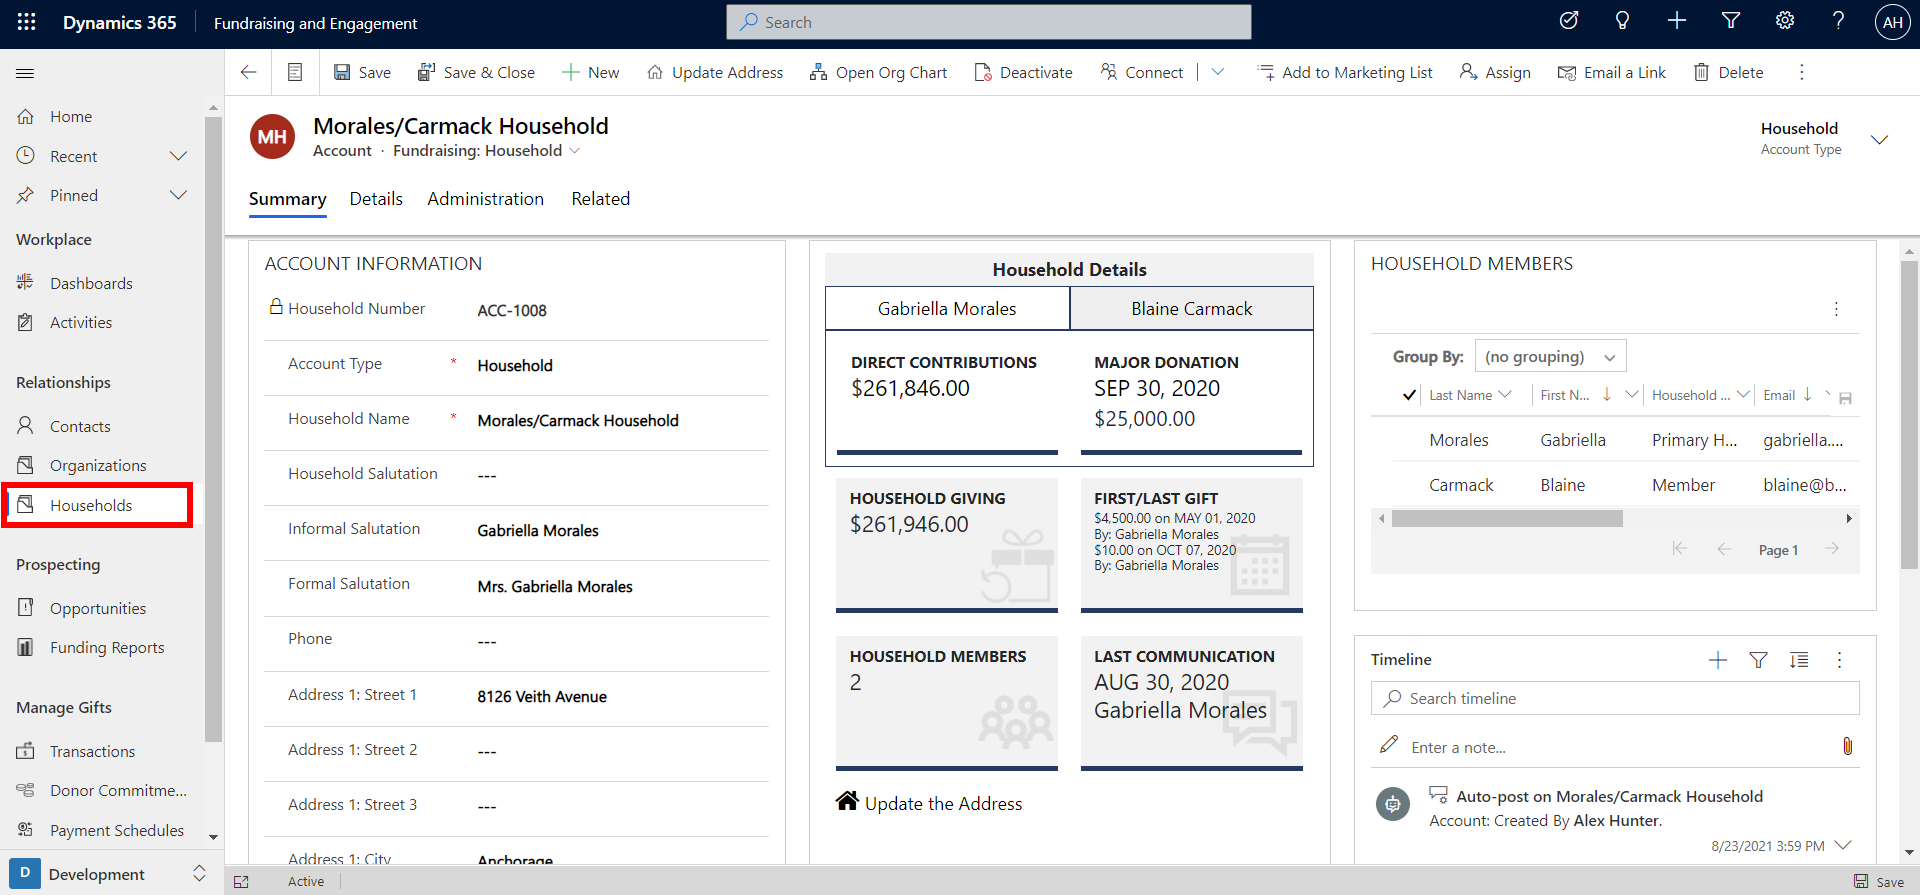 Dynamics 365
Fundraising and Engagement
Search
AH
Save
Save & Close
New
Update Address
Open Org Chart
Deactivate
Connect
Add to Marketing List
Assign
Email a Link
Delete
Home
Recent
Pinned
Workplace
Dashboards
Activities
Relationships
Contacts
Organizations
Households
Prospecting
Opportunities
Funding Reports
Manage Gifts
Transactions
Donor Commitme...
Payment Schedules
D
Development
MH
Morales/Carmack Household
Account · Fundraising: Household
Household
Account Type
Summary
Details
Administration
Related
ACCOUNT INFORMATION
Household Number
ACC-1008
Account Type *
Household
Household Name *
Morales/Carmack Household
Household Salutation
---
Informal Salutation
Gabriella Morales
Formal Salutation
Mrs. Gabriella Morales
Phone
---
Address 1: Street 1
8126 Veith Avenue
Address 1: Street 2
---
Address 1: Street 3
---
Address 1: City
Anchorage
Household Details
Gabriella Morales
Blaine Carmack
DIRECT CONTRIBUTIONS
$261,846.00
MAJOR DONATION
SEP 30, 2020
$25,000.00
HOUSEHOLD GIVING
$261,946.00
FIRST/LAST GIFT
$4,500.00 on MAY 01, 2020
By: Gabriella Morales
$10.00 on OCT 07, 2020
By: Gabriella Morales
HOUSEHOLD MEMBERS
2
LAST COMMUNICATION
AUG 30, 2020
Gabriella Morales
Update the Address
HOUSEHOLD MEMBERS
Group By:
(no grouping)
Last Name
First N...
Household ...
Email
Morales
Gabriella
Primary H...
gabriella....
Carmack
Blaine
Member
blaine@b...
Page 1
Timeline
Search timeline
Enter a note...
Auto-post on Morales/Carmack Household
Account: Created By Alex Hunter.
8/23/2021 3:59 PM
Active
Save